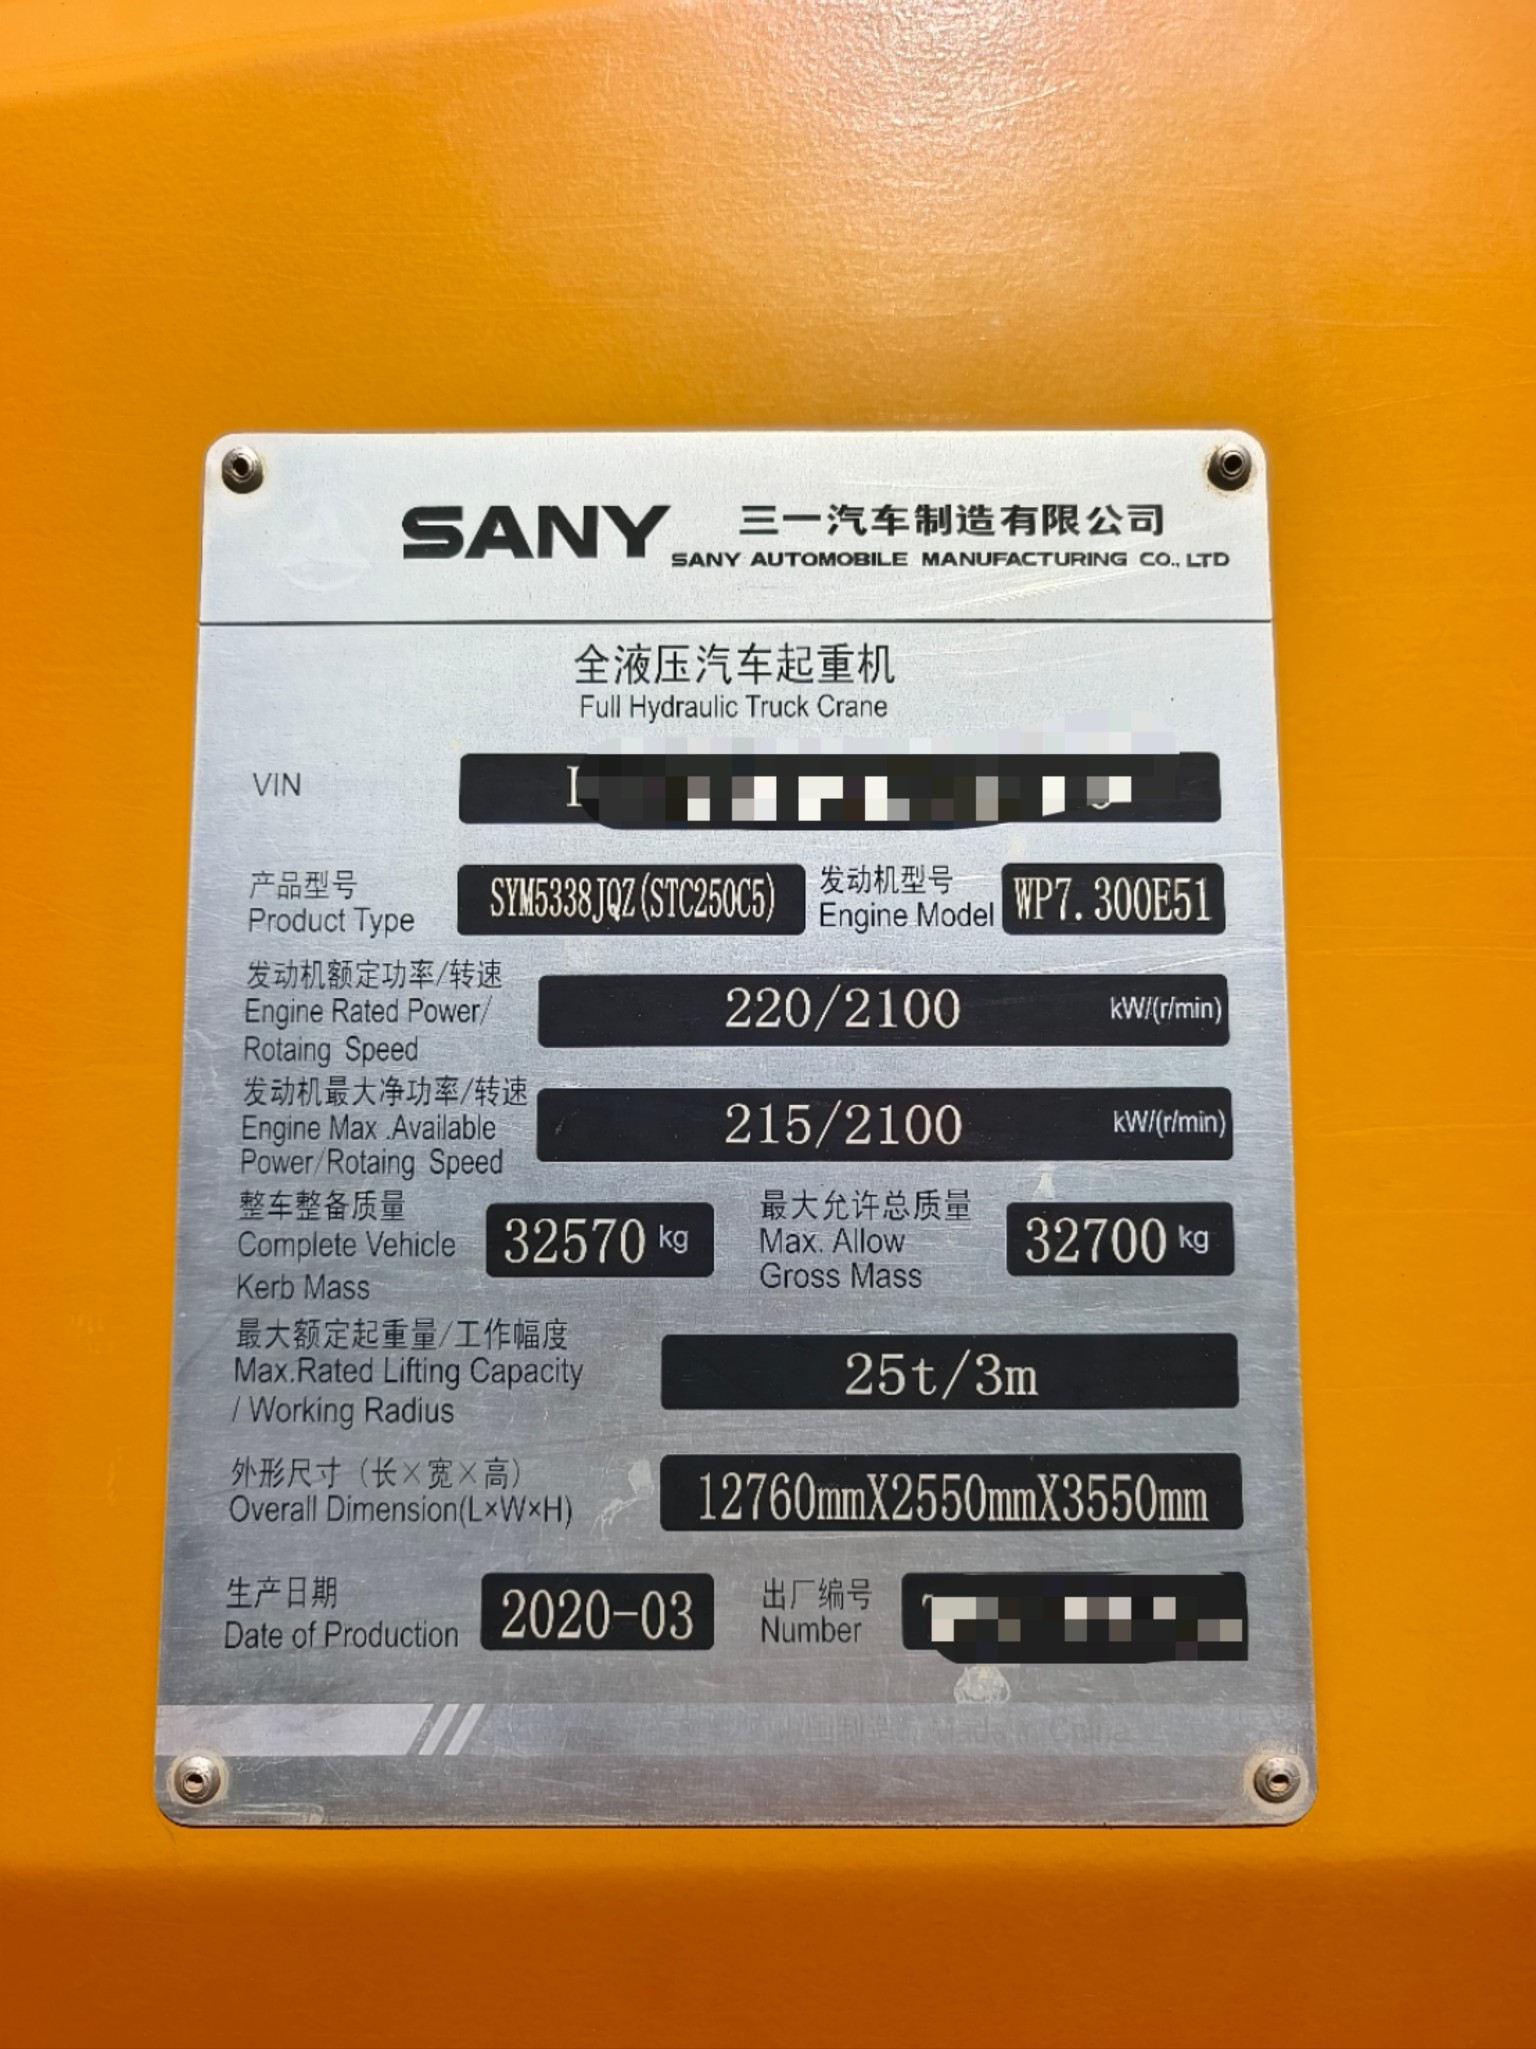 SANY 三一汽车制造有限公司
SANY AUTOMOBILE MANUFACTURING CO., LTD
全液压汽车起重机
Full Hydraulic Truck Crane
VIN
产品型号 SYM5338JQZ(STC250C5) 发动机型号 WP7.300E51
Product Type Engine Model
发动机额定功率/转速
Engine Rated Power/ 220/2100 kW/(r/min)
Rotaing Speed
发动机最大净功率/转速
Engine Max .Available 215/2100 kW/(r/min)
Power/Rotaing Speed
整车整备质量 最大允许总质量
Complete Vehicle 32570 kg Max. Allow 32700 kg
Kerb Mass Gross Mass
最大额定起重量/工作幅度
Max.Rated Lifting Capacity 25t/3m
/ Working Radius
外形尺寸（长×宽×高）
Overall Dimension(L×W×H) 12760mmX2550mmX3550mm
生产日期 2020-03 出厂编号
Date of Production Number